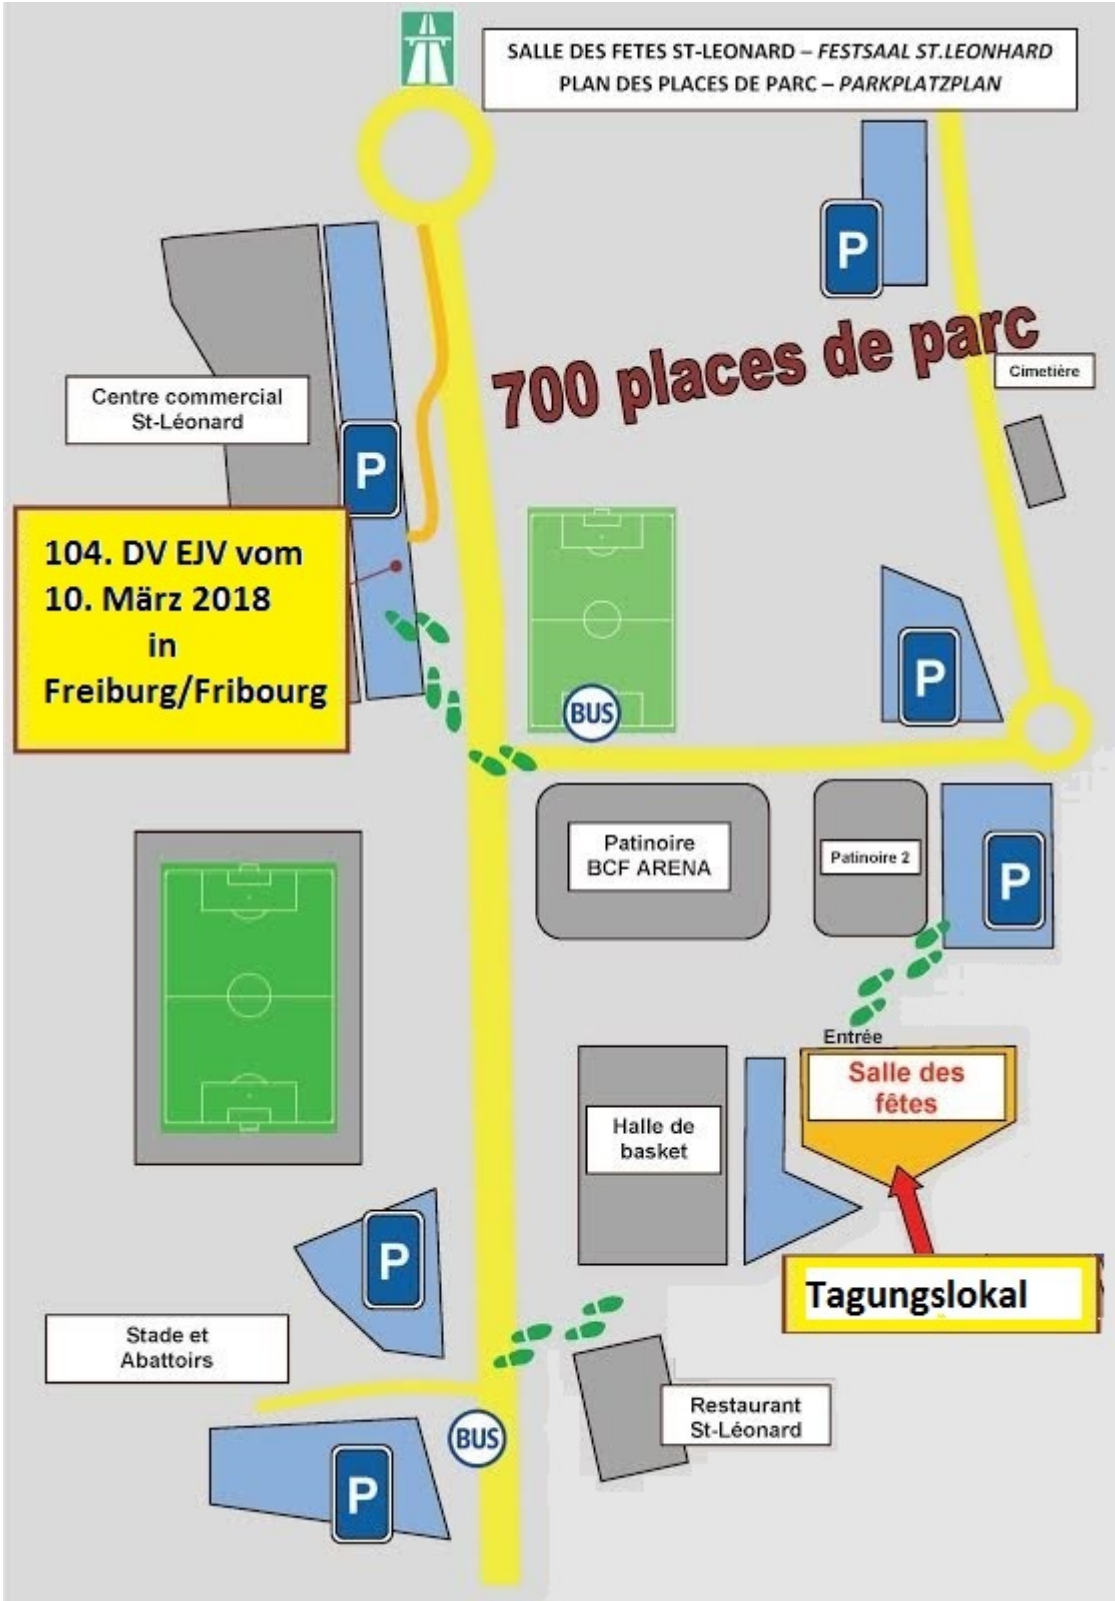 SALLE DES FETES ST-LEONARD – FESTSAAL ST.LEONHARD
PLAN DES PLACES DE PARC – PARKPLATZPLAN
P
700 places de parc
Cimetière
Centre commercial
St-Léonard
P
104. DV EJV vom
10. März 2018
in
Freiburg/Fribourg
BUS
P
Patinoire
BCF ARENA
Patinoire 2
P
Entrée
Salle des
fêtes
Halle de
basket
Tagungslokal
P
Stade et
Abattoirs
Restaurant
St-Léonard
BUS
P